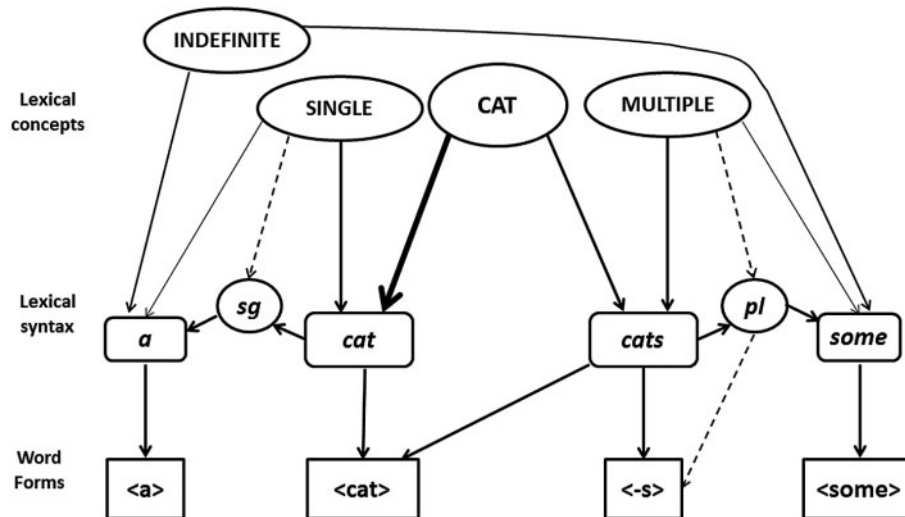 INDEFINITE
Lexical
concepts
SINGLE
CAT
MULTIPLE
Lexical
syntax
a
sg
cat
cats
pl
some
Word
Forms
<a>
<cat>
<-s>
<some>